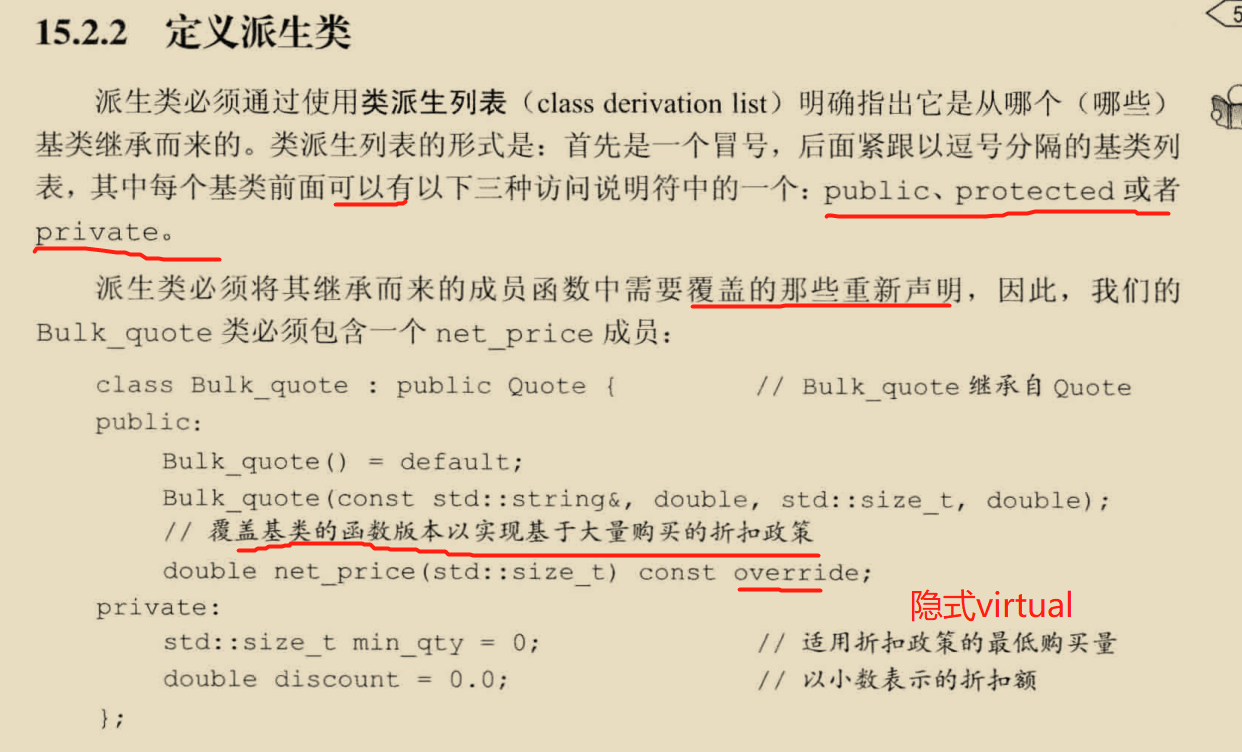 5
15.2.2 定义派生类
派生类必须通过使用类派生列表（class derivation list）明确指出它是从哪个（哪些）
基类继承而来的。类派生列表的形式是：首先是一个冒号，后面紧跟以逗号分隔的基类列
表，其中每个基类前面可以有以下三种访问说明符中的一个：public、protected 或者
private。
派生类必须将其继承而来的成员函数中需要覆盖的那些重新声明，因此，我们的
Bulk_quote 类必须包含一个 net_price 成员：
class Bulk_quote : public Quote { // Bulk_quote 继承自 Quote
public:
Bulk_quote() = default;
Bulk_quote(const std::string&, double, std::size_t, double);
// 覆盖基类的函数版本以实现基于大量购买的折扣政策
double net_price(std::size_t) const override;
private: 隐式virtual
std::size_t min_qty = 0; // 适用折扣政策的最低购买量
double discount = 0.0; // 以小数表示的折扣额
};